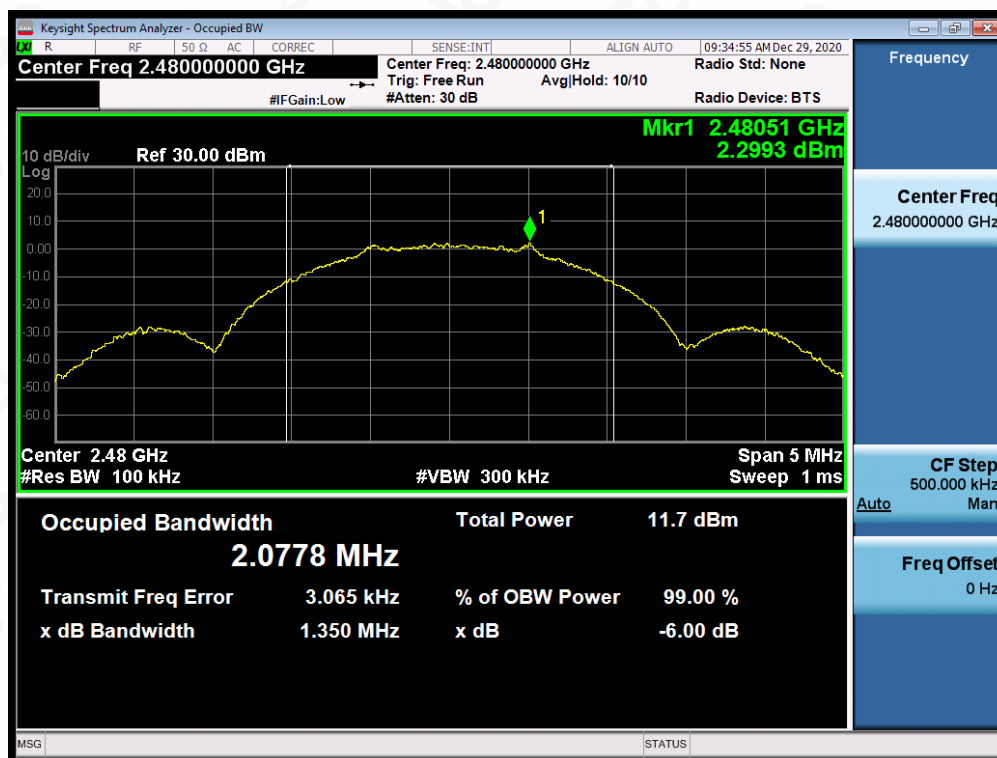 Keysight Spectrum Analyzer - Occupied BW
LXI R RF 50 Ω AC CORREC SENSE:INT ALIGN AUTO 09:34:55 AM Dec 29, 2020
Center Freq 2.480000000 GHz
Center Freq: 2.480000000 GHz
Radio Std: None
Trig: Free Run Avg|Hold: 10/10
#IFGain:Low
#Atten: 30 dB
Radio Device: BTS
Frequency
Mkr1 2.48051 GHz
2.2993 dBm
10 dB/div Ref 30.00 dBm
Log
20.0
10.0
0.00
-10.0
-20.0
-30.0
-40.0
-50.0
-60.0
1
Center 2.48 GHz
Span 5 MHz
#Res BW 100 kHz
#VBW 300 kHz
Sweep 1 ms
Center Freq
2.480000000 GHz
CF Step
500.000 kHz
Auto Man
Freq Offset
0 Hz
Occupied Bandwidth
2.0778 MHz
Total Power 11.7 dBm
Transmit Freq Error 3.065 kHz
% of OBW Power 99.00 %
x dB Bandwidth 1.350 MHz
x dB -6.00 dB
MSG
STATUS